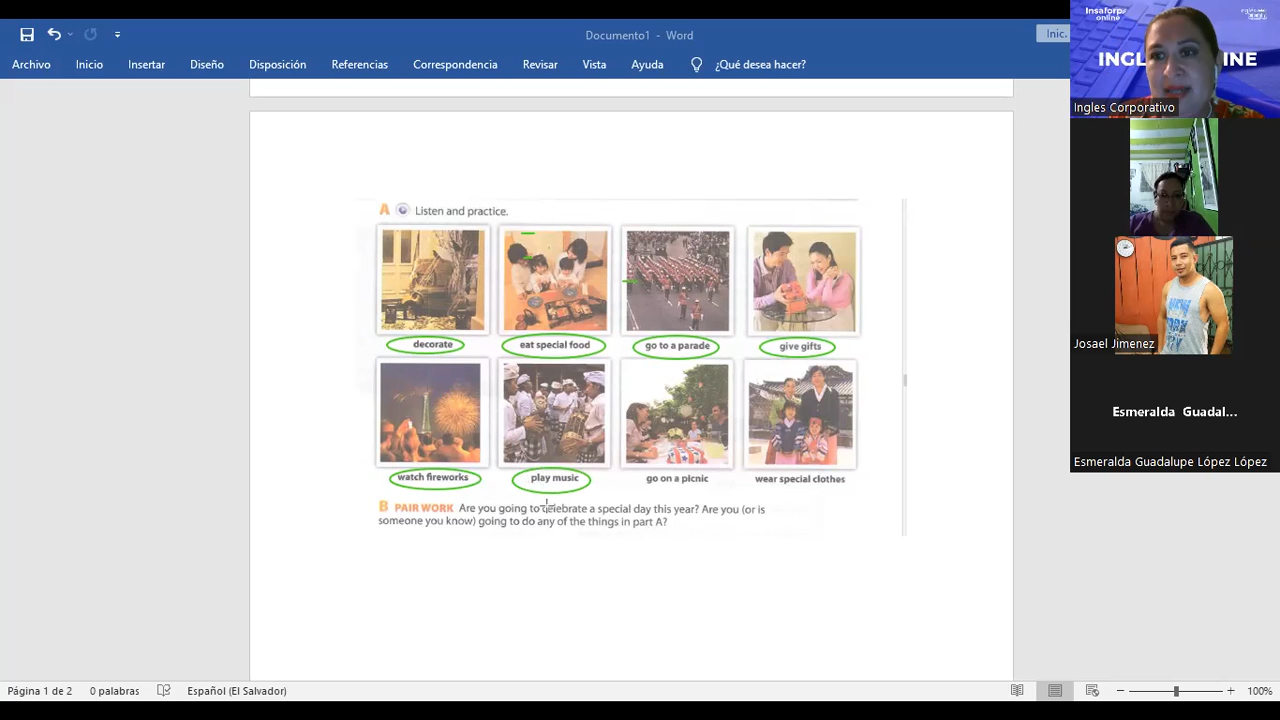 Documento1 - Word
Inic.
Archivo Inicio Insertar Diseño Disposición Referencias Correspondencia Revisar Vista Ayuda ¿Qué desea hacer?
Insaforp
online
INGL INE
Ingles Corporativo
A Listen and practice.
decorate eat special food go to a parade give gifts
watch fireworks play music go on a picnic wear special clothes
B PAIR WORK Are you going to celebrate a special day this year? Are you (or is
someone you know) going to do any of the things in part A?
Josael Jimenez
Esmeralda Guadal...
Esmeralda Guadalupe López López
Página 1 de 2 0 palabras Español (El Salvador) 100%